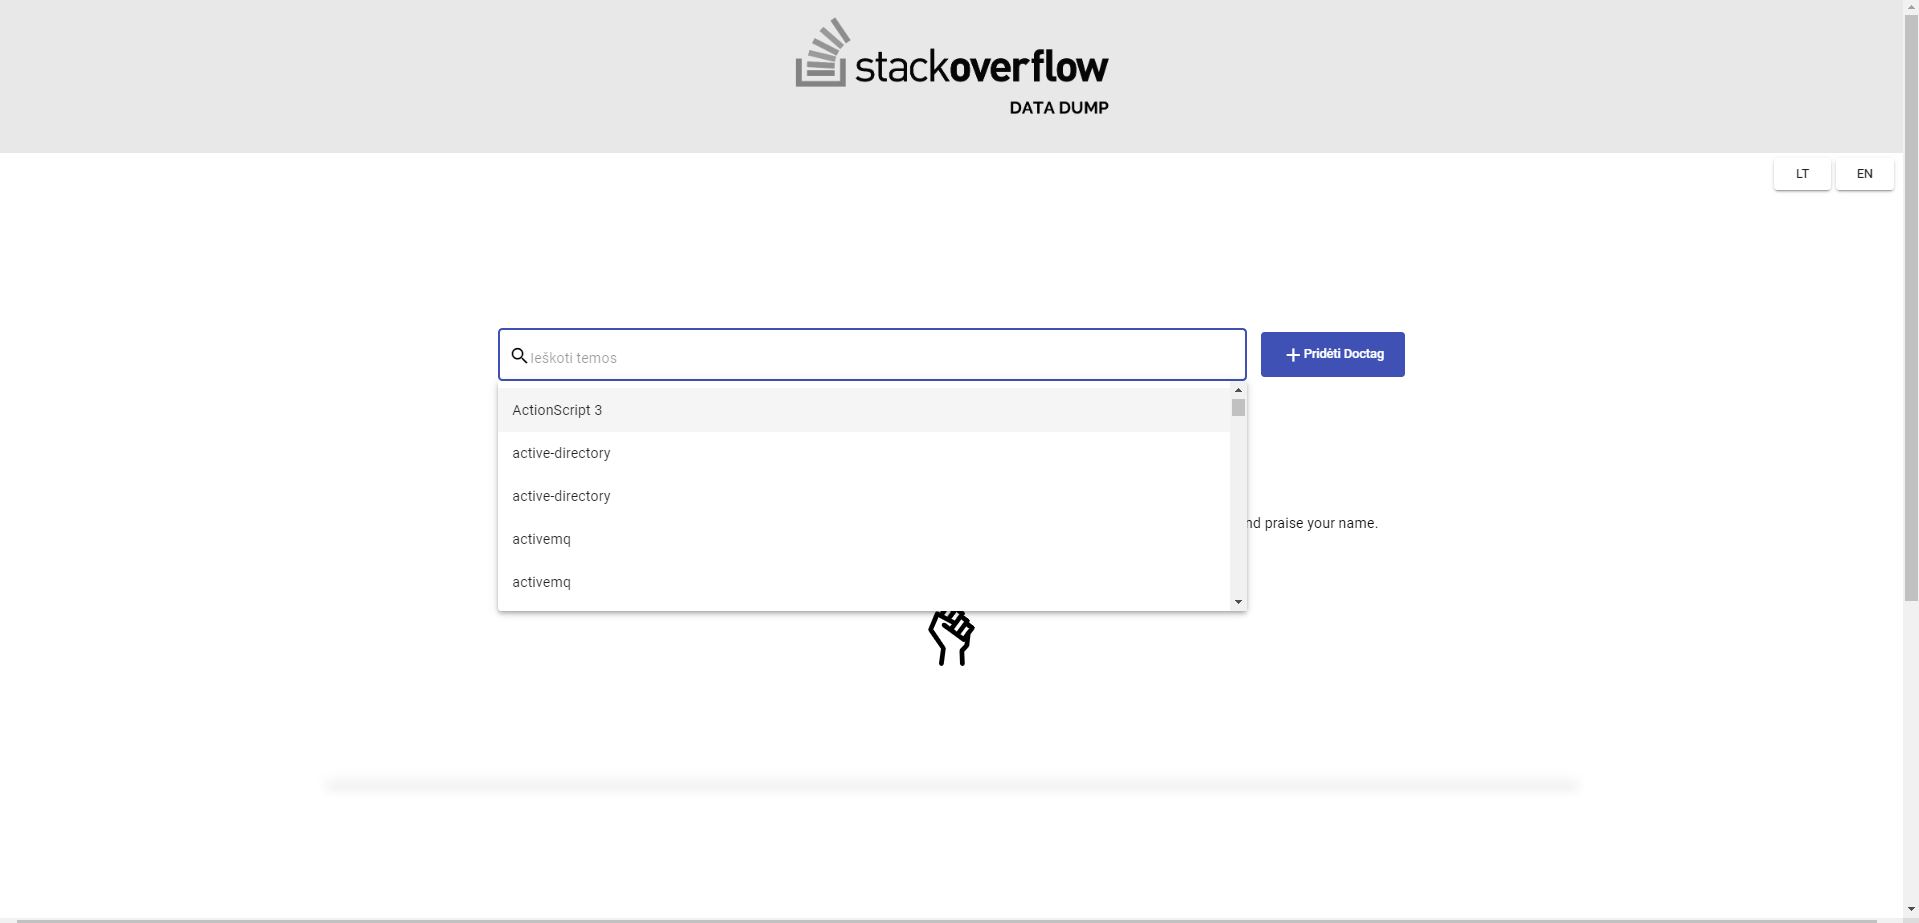 stackoverflow
DATA DUMP
LT
EN
Ieškoti temos
Pridėti Doctag
ActionScript 3
active-directory
active-directory
activemq
praise your name.
activemq